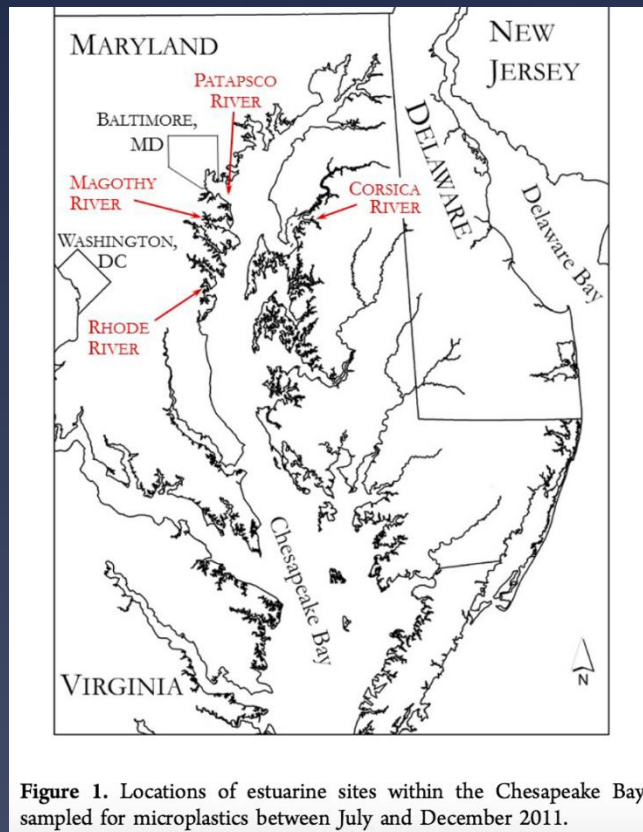 MARYLAND
NEW
JERSEY
PATAPSCO
RIVER
BALTIMORE,
MD
DELAWARE
MAGOTHY
RIVER
CORSICA
RIVER
Delaware Bay
WASHINGTON,
DC
RHODE
RIVER
Chesapeake Bay
VIRGINIA
N
Figure 1. Locations of estuarine sites within the Chesapeake Bay
sampled for microplastics between July and December 2011.